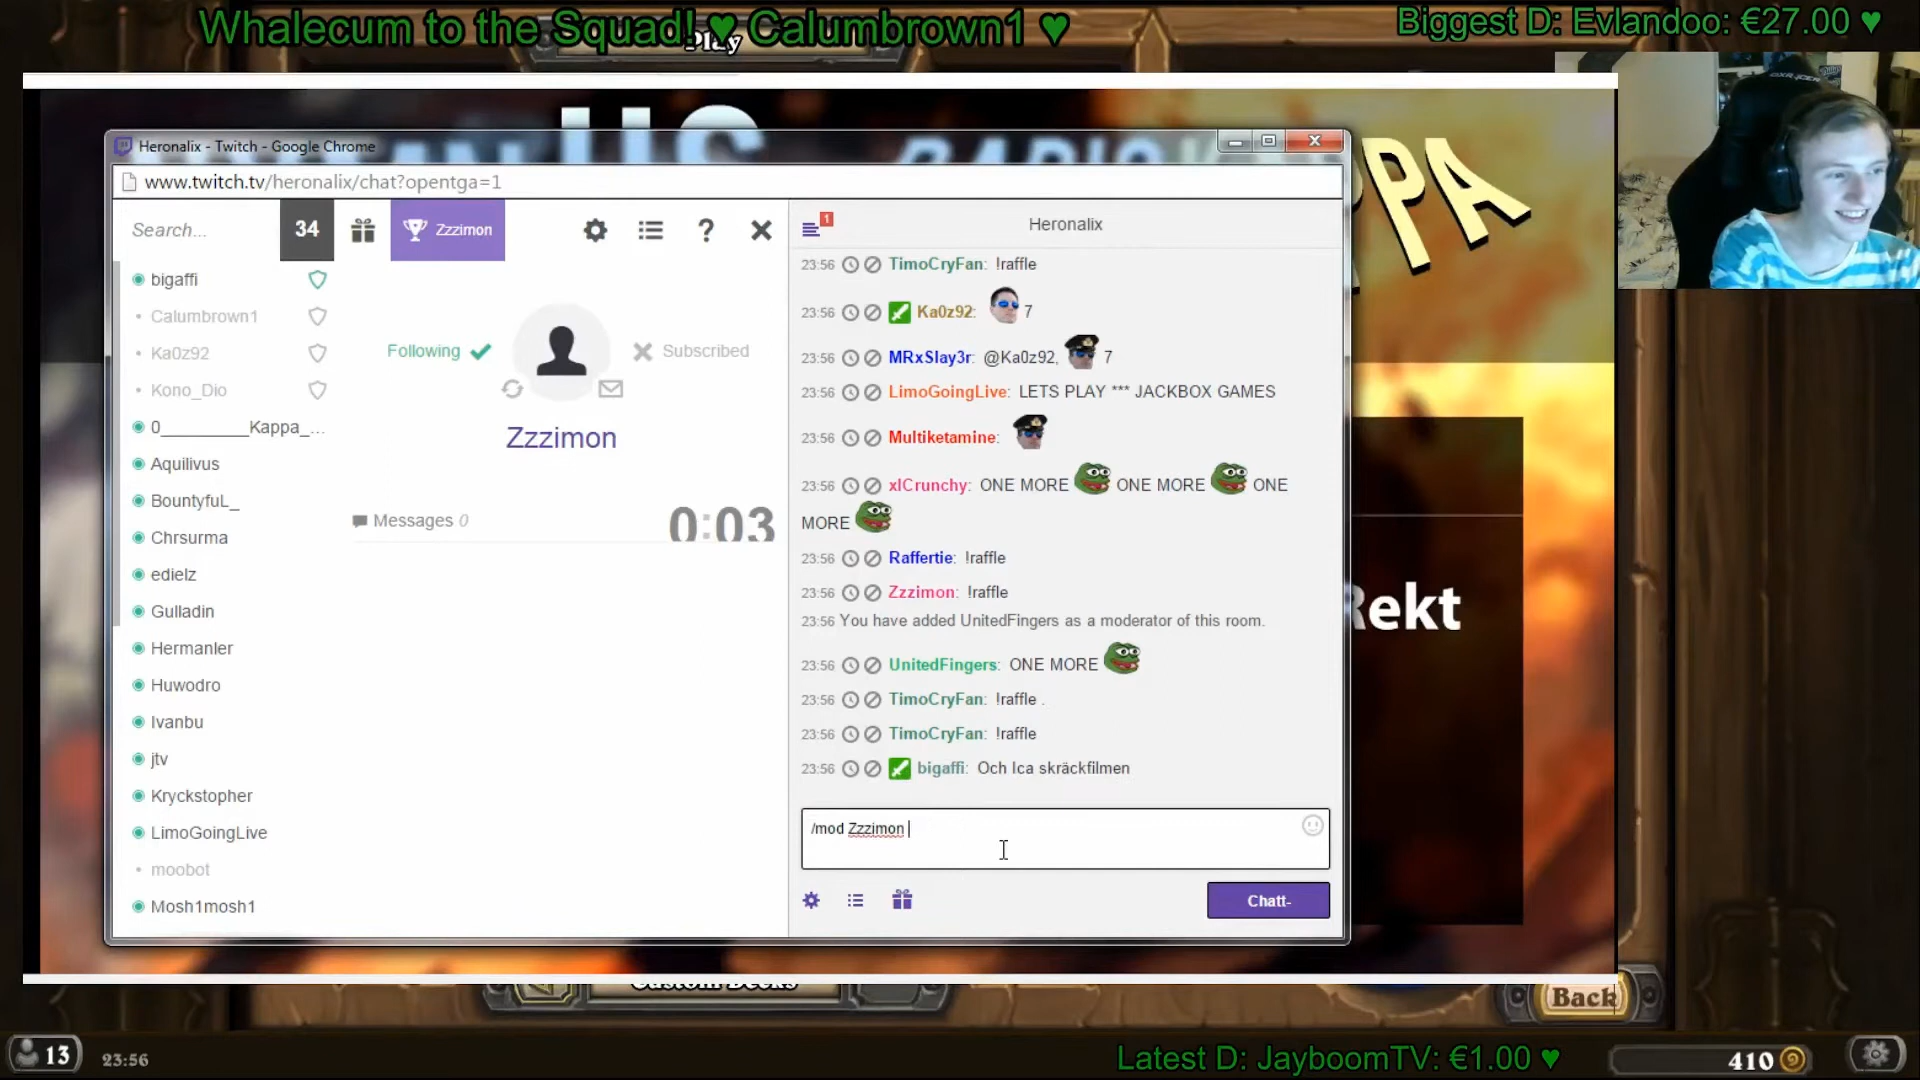 Whalecum to the Squad! ♥ Calumbrown1 ♥
Biggest D: Evlandoo: €27.00 ♥
Play
Heronalix - Twitch - Google Chrome
www.twitch.tv/heronalix/chat?opentga=1
Search...
34
Zzzimon
?
1
Heronalix
bigaffi
Calumbrown1
Ka0z92
Kono_Dio
0_________Kappa_...
Aquilivus
BountyfuL_
Chrsurma
edielz
Gulladin
Hermanler
Huwodro
Ivanbu
jtv
Kryckstopher
LimoGoingLive
moobot
Mosh1mosh1
Following
Subscribed
Zzzimon
Messages 0
0:03
23:56 TimoCryFan: !raffle
23:56 Ka0z92: 7
23:56 MRxSlay3r: @Ka0z92, 7
23:56 LimoGoingLive: LETS PLAY *** JACKBOX GAMES
23:56 Multiketamine:
23:56 xlCrunchy: ONE MORE ONE MORE ONE
MORE
23:56 Raffertie: !raffle
23:56 Zzzimon: !raffle
23:56 You have added UnitedFingers as a moderator of this room.
23:56 UnitedFingers: ONE MORE
23:56 TimoCryFan: !raffle .
23:56 TimoCryFan: !raffle
23:56 bigaffi: Och Ica skräckfilmen
/mod Zzzimon
Chatt-
Rekt
Custom Decks
Back
13
23:56
Latest D: JayboomTV: €1.00 ♥
410